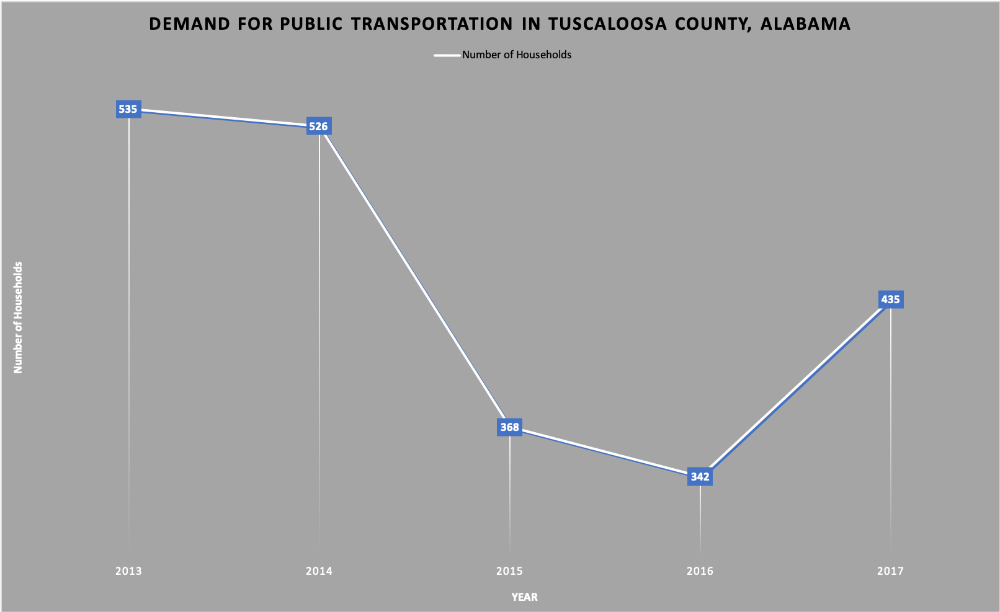 DEMAND FOR PUBLIC TRANSPORTATION IN TUSCALOOSA COUNTY, ALABAMA
Number of Households
535
526
368
342
435
Number of Households
2013 2014 2015 2016 2017
YEAR